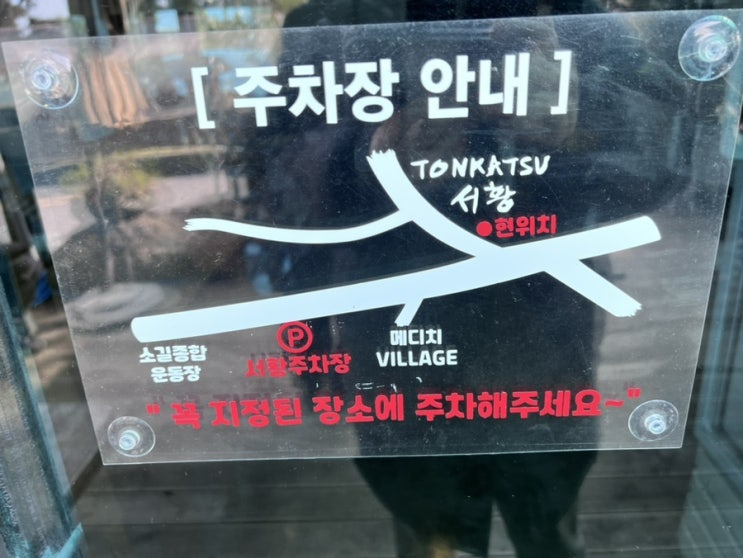 [ 주차장 안내 ]
TONKATSU
서황
현위치
소길종합
운동장
P
서황주차장
메디치
VILLAGE
" 꼭 지정된 장소에 주차해주세요~"